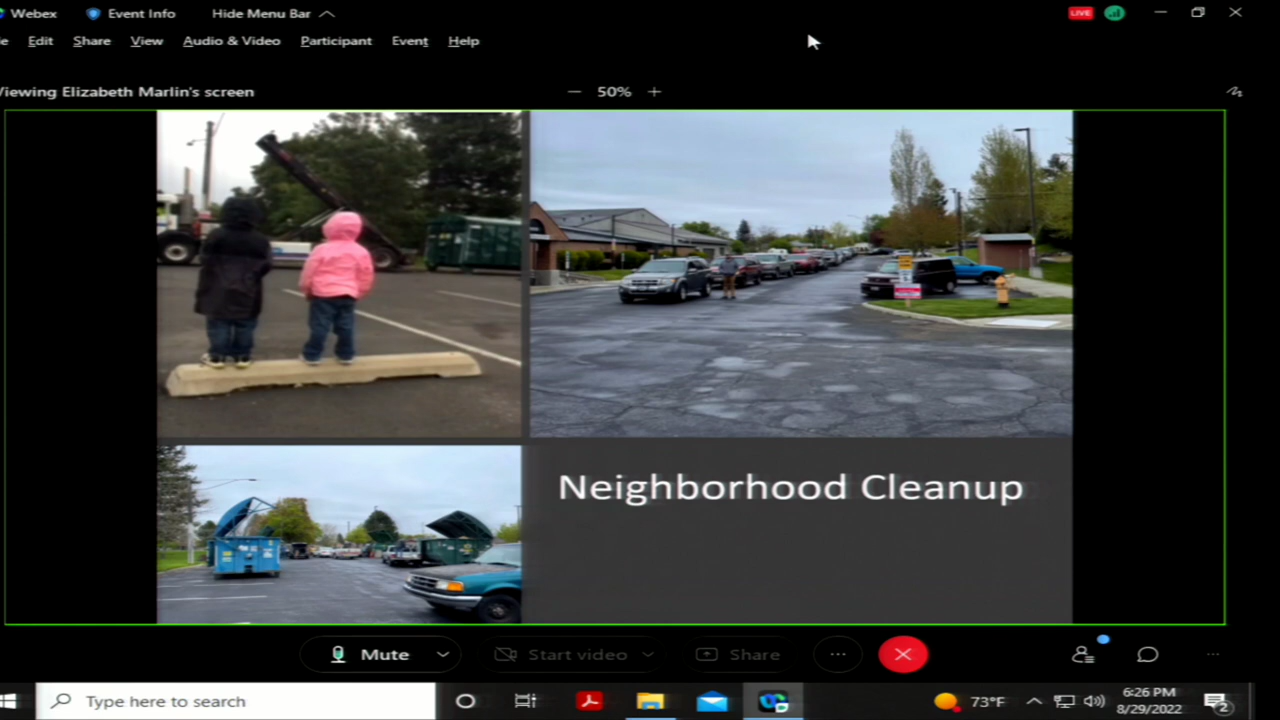 Webex Event Info Hide Menu Bar LIVE
Edit Share View Audio & Video Participant Event Help
Viewing Elizabeth Marlin's screen 50%
Neighborhood Cleanup
Mute Start video Share
Type here to search 73°F 6:26 PM
8/29/2022 2